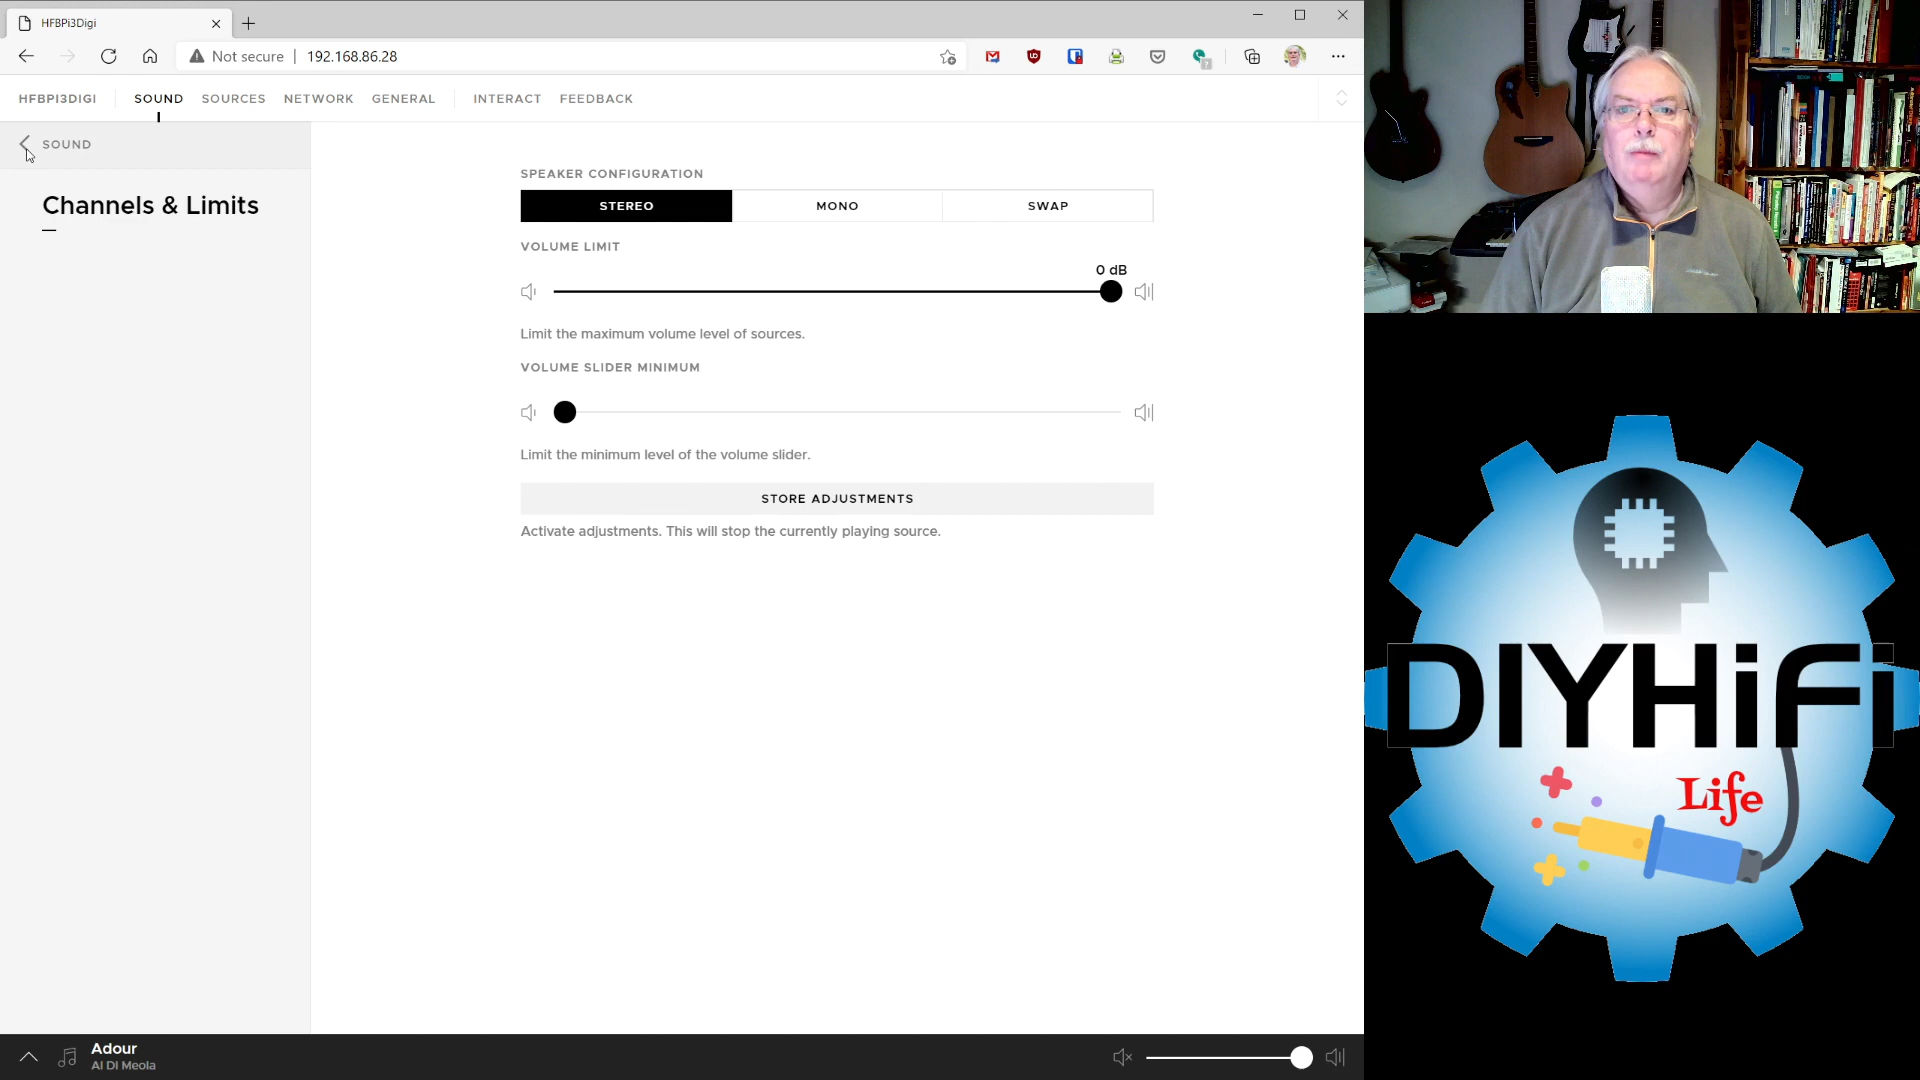 HFBPi3Digi
Not secure
192.168.86.28
HFBPI3DIGI
SOUND
SOURCES
NETWORK
GENERAL
INTERACT
FEEDBACK
SOUND
Channels & Limits
SPEAKER CONFIGURATION
STEREO
MONO
SWAP
VOLUME LIMIT
0 dB
Limit the maximum volume level of sources.
VOLUME SLIDER MINIMUM
Limit the minimum level of the volume slider.
STORE ADJUSTMENTS
Activate adjustments. This will stop the currently playing source.
Adour
Al Di Meola
DIYHiFi
Life